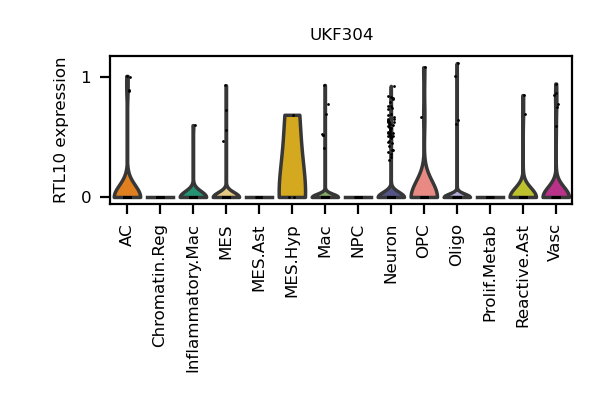 UKF304
RTL10 expression
1
0
AC
Chromatin.Reg
Inflammatory.Mac
MES
MES.Ast
MES.Hyp
Mac
NPC
Neuron
OPC
Oligo
Prolif.Metab
Reactive.Ast
Vasc